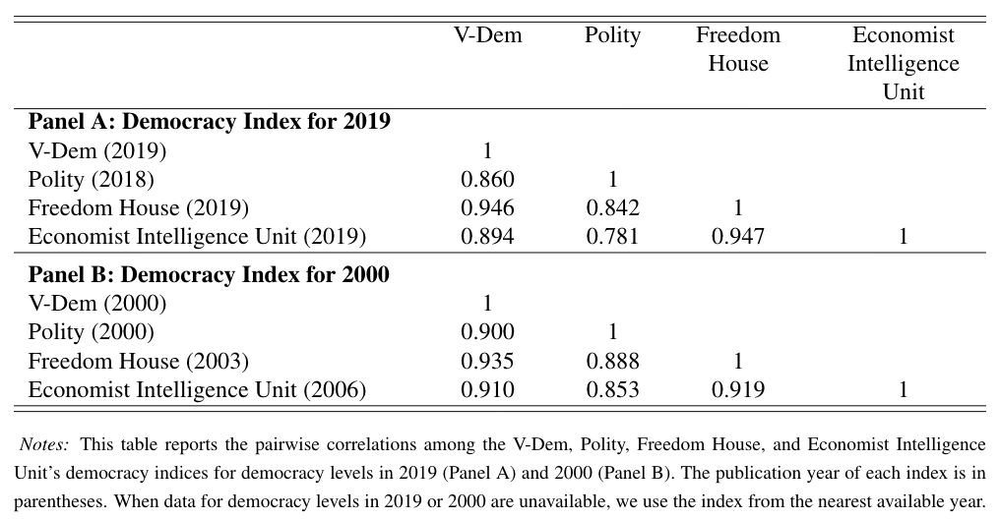 V-Dem Polity Freedom House Economist Intelligence Unit
Panel A: Democracy Index for 2019
V-Dem (2019) 1
Polity (2018) 0.860 1
Freedom House (2019) 0.946 0.842 1
Economist Intelligence Unit (2019) 0.894 0.781 0.947 1
Panel B: Democracy Index for 2000
V-Dem (2000) 1
Polity (2000) 0.900 1
Freedom House (2003) 0.935 0.888 1
Economist Intelligence Unit (2006) 0.910 0.853 0.919 1
Notes: This table reports the pairwise correlations among the V-Dem, Polity, Freedom House, and Economist Intelligence
Unit's democracy indices for democracy levels in 2019 (Panel A) and 2000 (Panel B). The publication year of each index is in
parentheses. When data for democracy levels in 2019 or 2000 are unavailable, we use the index from the nearest available year.